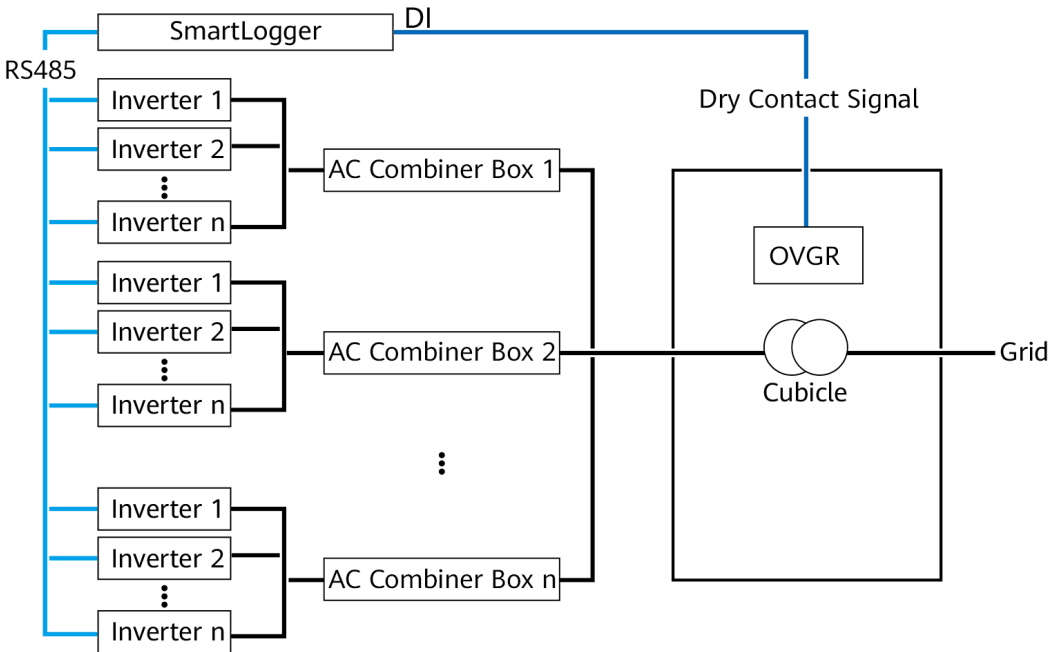 SmartLogger
DI
RS485
Dry Contact Signal
Inverter 1
Inverter 2
Inverter n
AC Combiner Box 1
OVGR
Inverter 1
Inverter 2
Inverter n
AC Combiner Box 2
Cubicle
Grid
Inverter 1
Inverter 2
Inverter n
AC Combiner Box n